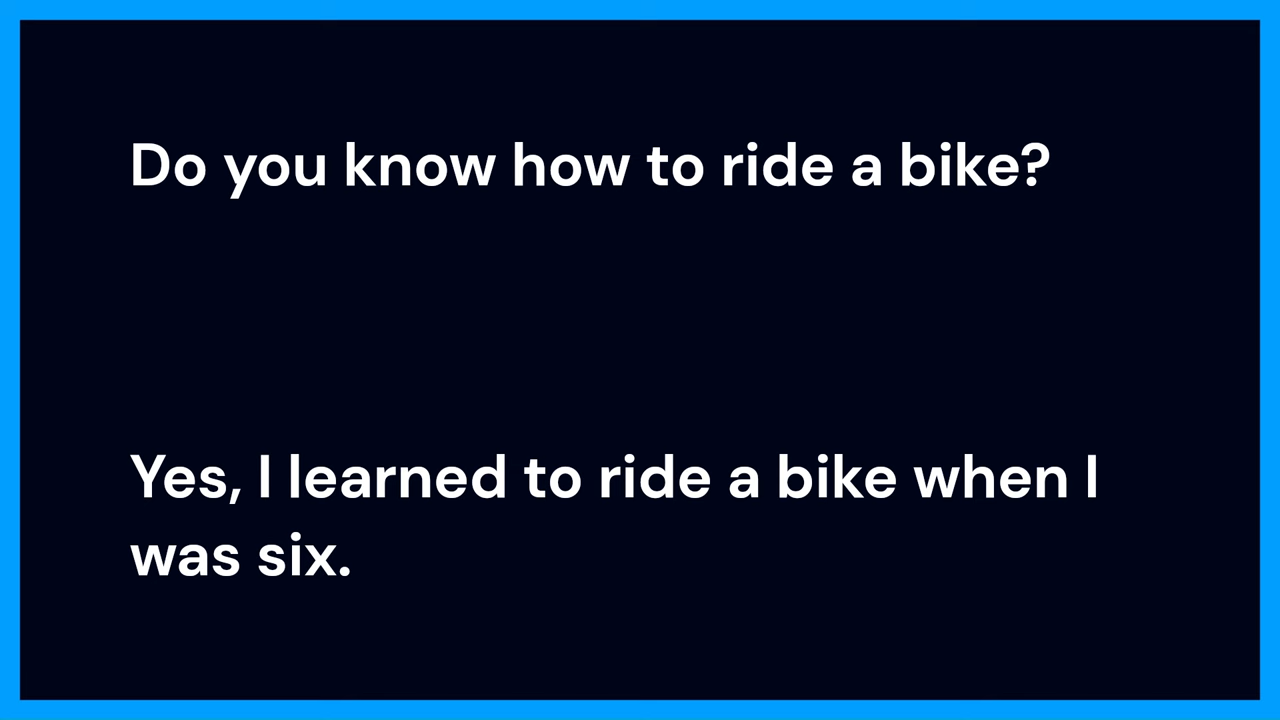 Do you know how to ride a bike?
Yes, I learned to ride a bike when I
was six.